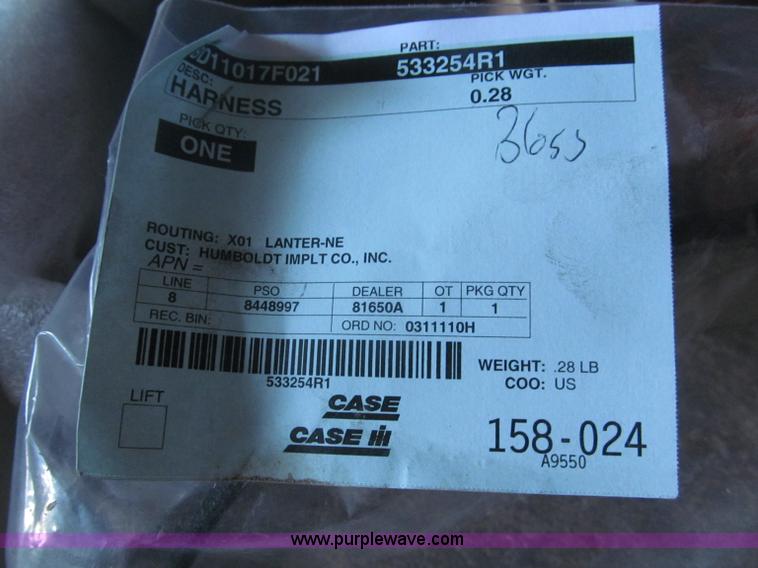 PART:
D11017F021 533254R1
DESC: PICK WGT.
HARNESS 0.28
PICK QTY:
ONE
ROUTING: X01 LANTER-NE
CUST: HUMBOLDT IMPLT CO., INC.
APN =
LINE PSO DEALER OT PKG QTY
8 8448997 81650A 1 1
REC. BIN: ORD NO: 0311110H
533254R1
WEIGHT: .28 LB
COO: US
LIFT
CASE
CASE IH
158-024
A9550
www.purplewave.com